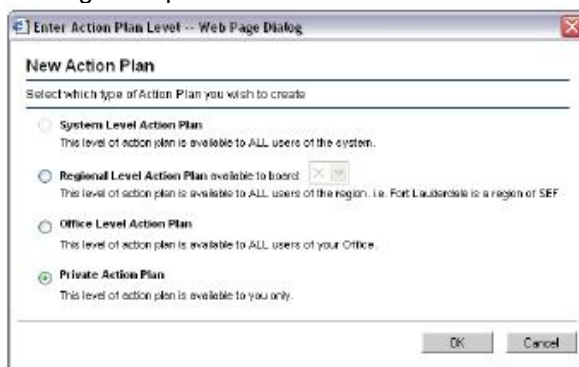 Enter Action Plan Level -- Web Page Dialog
New Action Plan
Select which type of Action Plan you wish to create
System Level Action Plan
This level of action plan is available to ALL users of the system.
Regional Level Action Plan available to board: X
This level of action plan is available to ALL users of the region. i.e. Fort Lauderdale is a region of SEF
Office Level Action Plan
This level of action plan is available to ALL users of your Office.
Private Action Plan
This level of action plan is available to you only.
OK Cancel